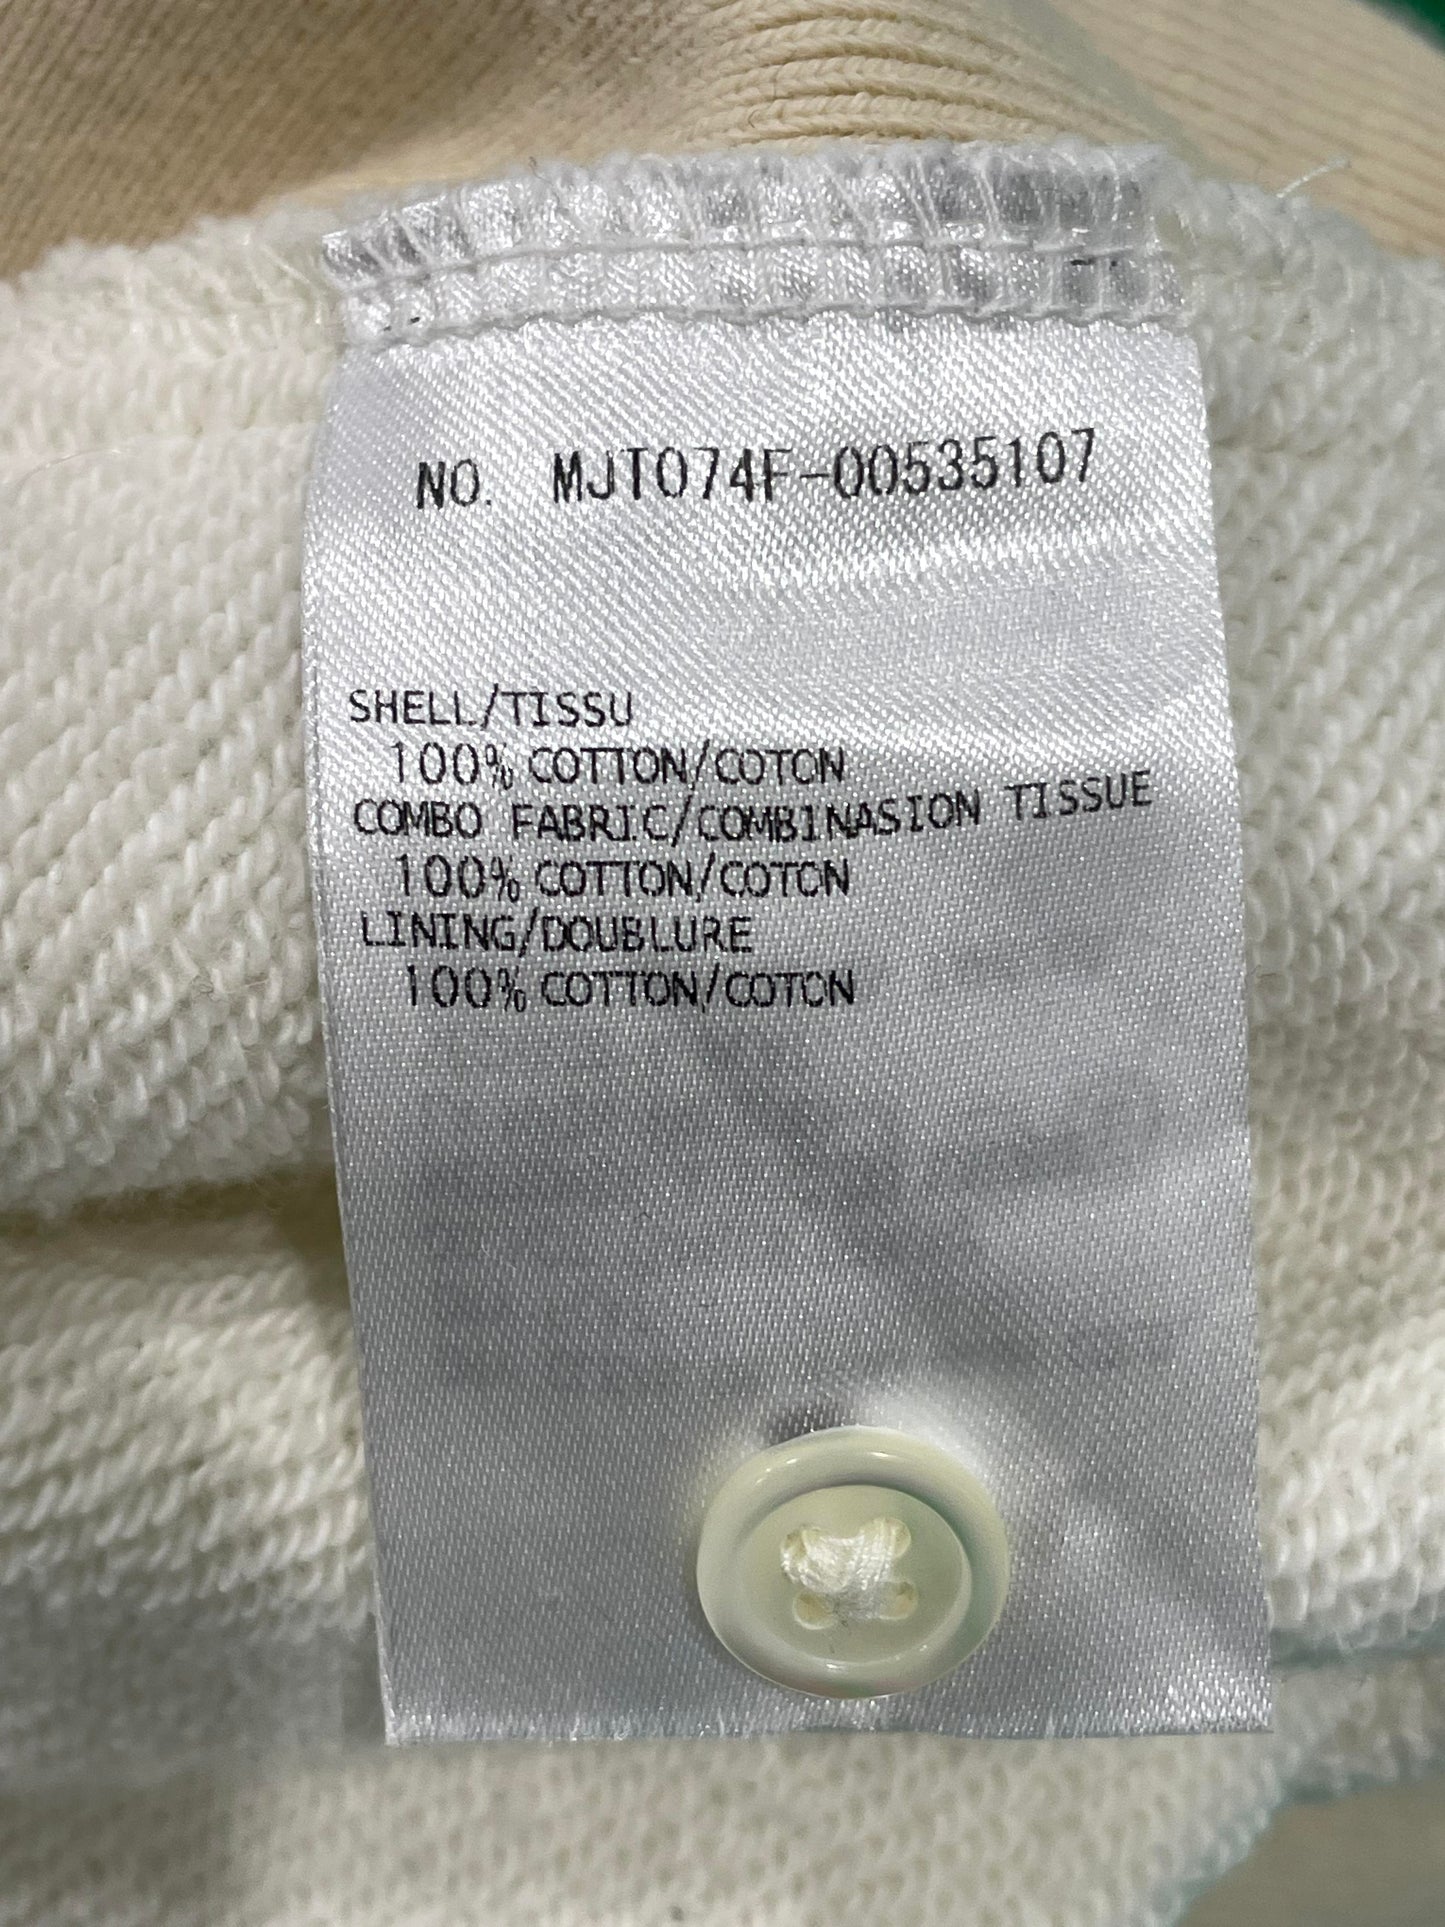 NO. MJT074F-00535107
SHELL/TISSU
100% COTTON/COTON
COMBO FABRIC/COMBINASION TISSUE
100% COTTON/COTON
LINING/DOUBLURE
100% COTTON/COTON